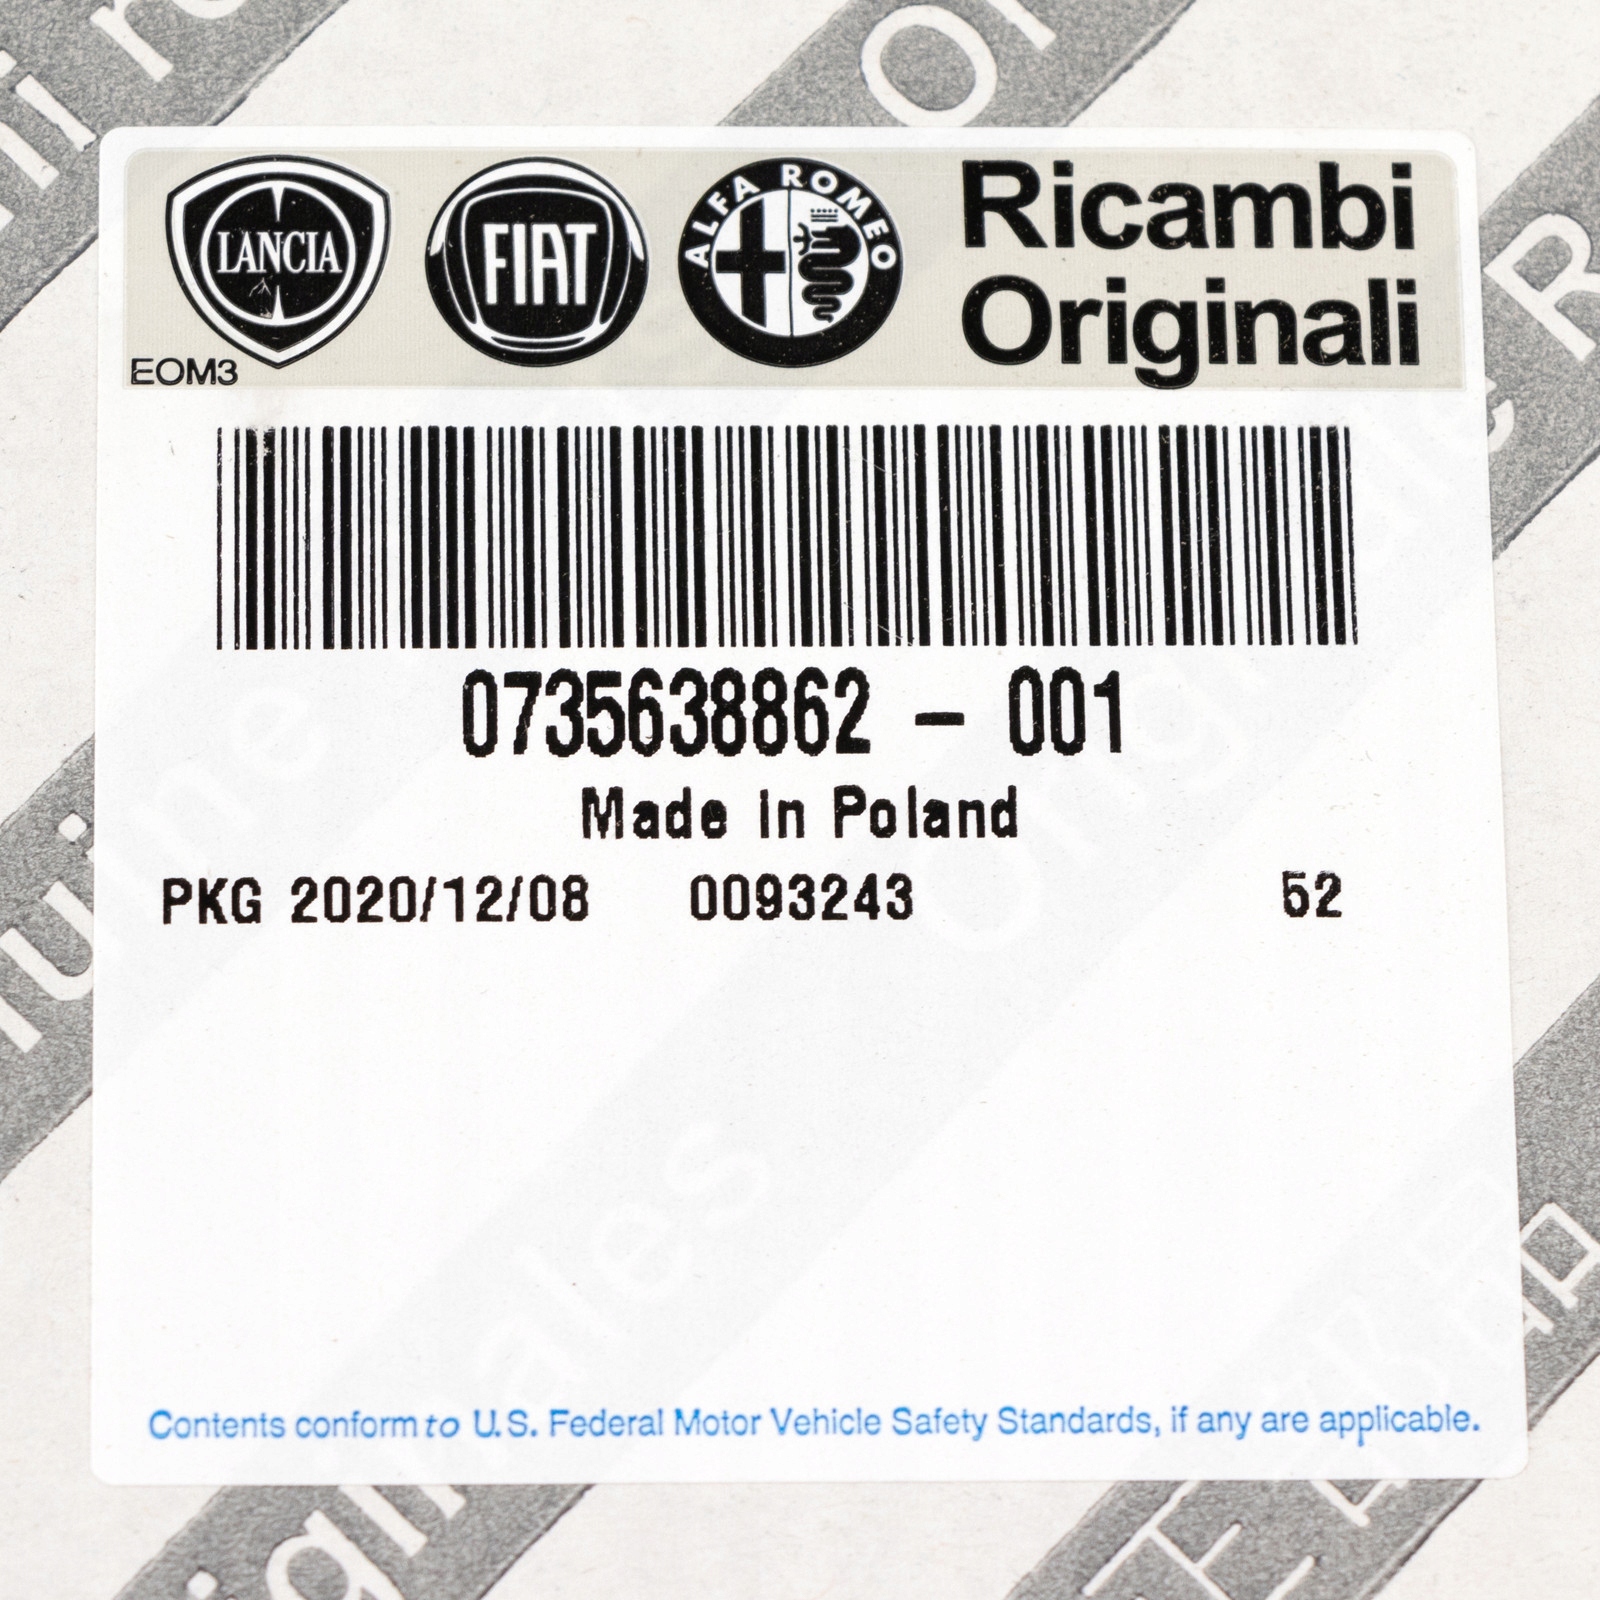 LANCIA FIAT ALFA ROMEO Ricambi
Originali
EOM3
0735638862 - 001
Made in Poland
PKG 2020/12/08 0093243 52
Contents conform to U.S. Federal Motor Vehicle Safety Standards, if any are applicable.